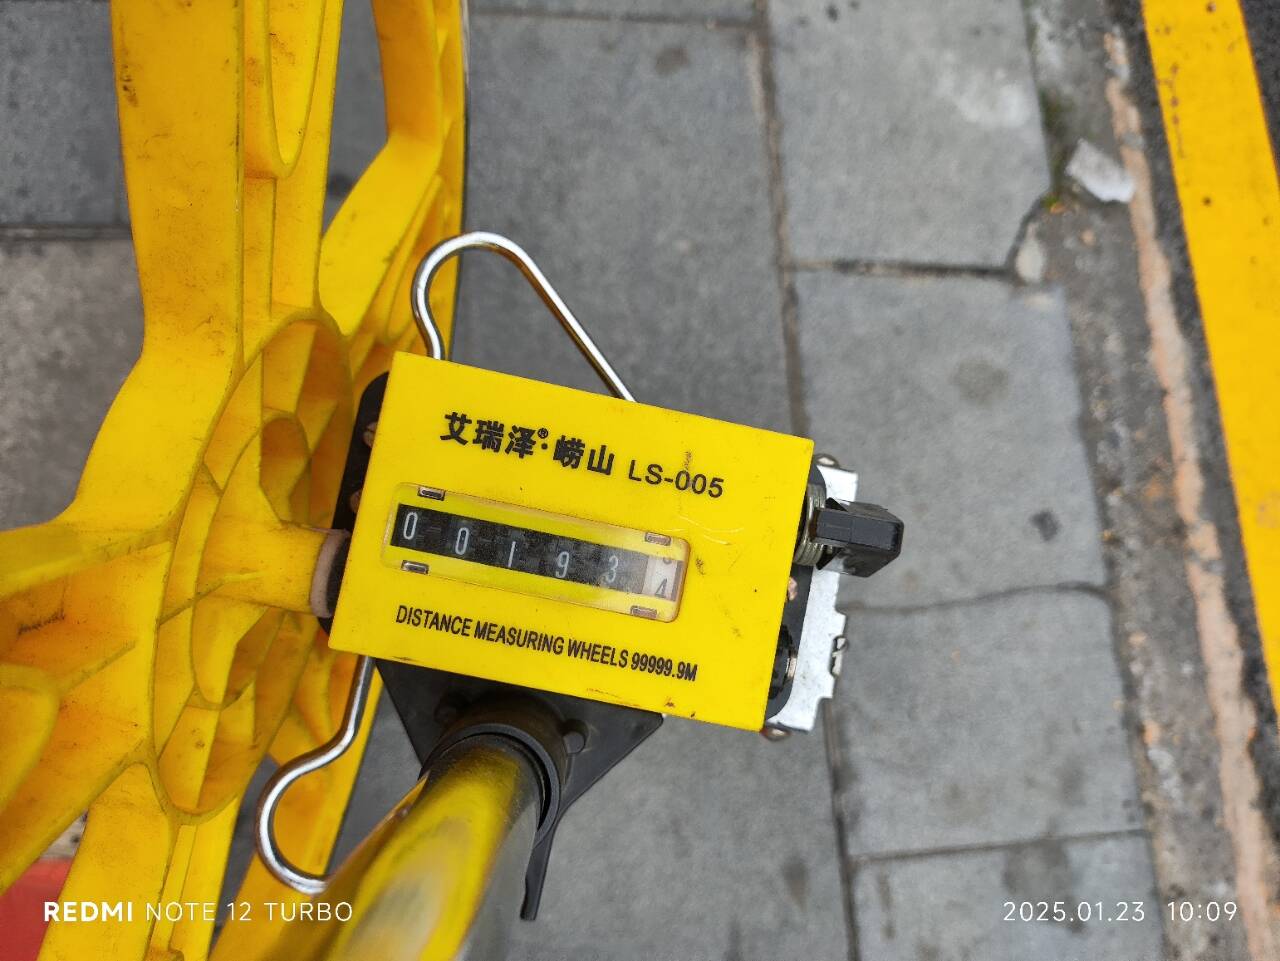 艾瑞泽®·崂山 LS-005
0 0 1 9 3 4
DISTANCE MEASURING WHEELS 99999.9M
REDMI NOTE 12 TURBO
2025.01.23 10:09